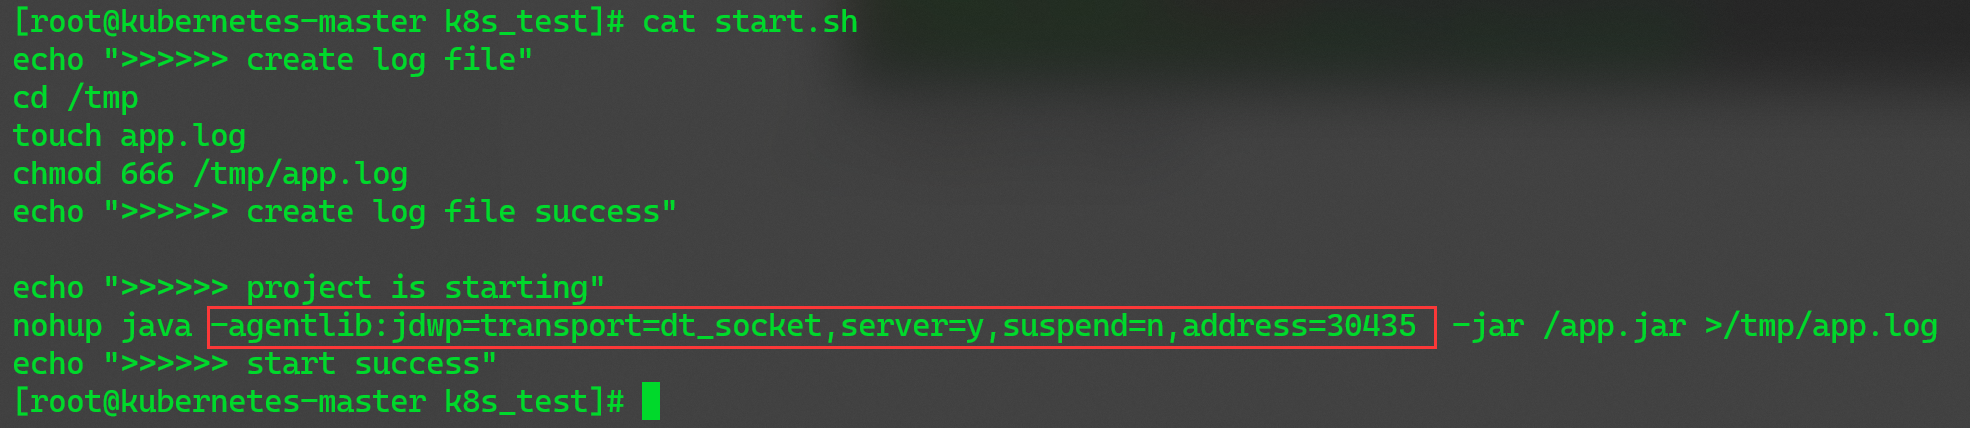 [root@kubernetes-master k8s_test]# cat start.sh
echo ">>>>>> create log file"
cd /tmp
touch app.log
chmod 666 /tmp/app.log
echo ">>>>>> create log file success"
echo ">>>>>> project is starting"
nohup java -agentlib:jdwp=transport=dt_socket,server=y,suspend=n,address=30435  -jar /app.jar >/tmp/app.log
echo ">>>>>> start success"
[root@kubernetes-master k8s_test]#